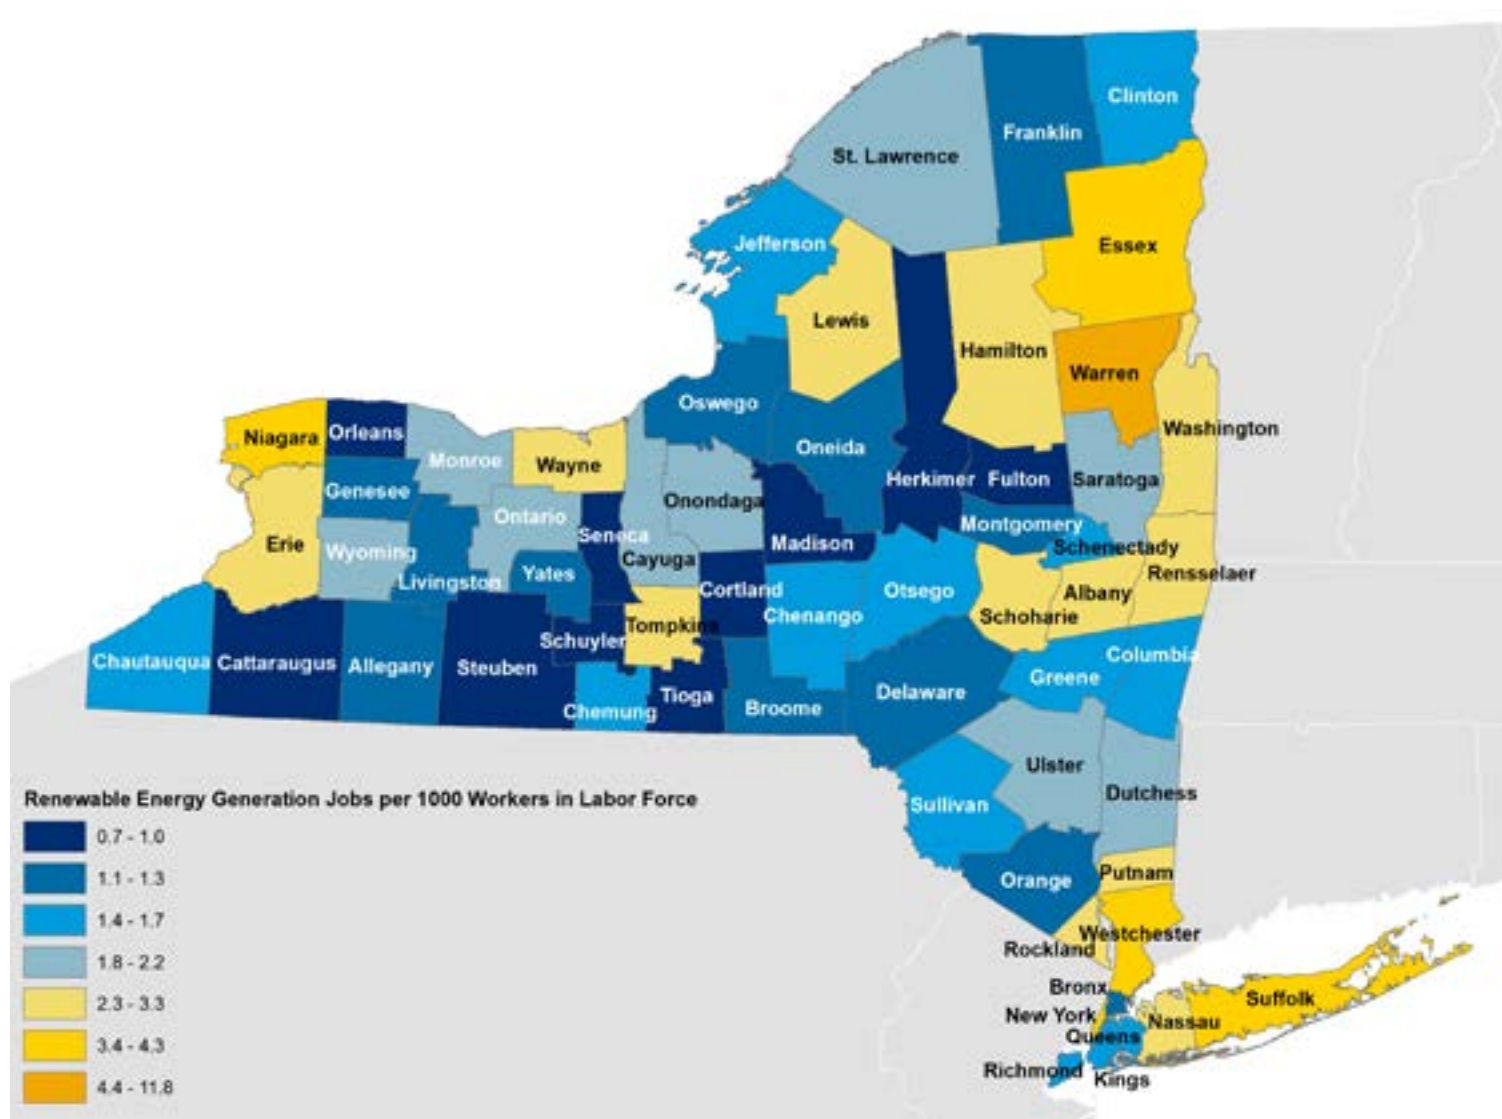 Clinton
Franklin
St. Lawrence
Jefferson
Essex
Lewis
Hamilton
Warren
Oswego
Washington
Niagara
Orleans
Oneida
Monroe
Wayne
Herkimer
Fulton
Saratoga
Genesee
Onondaga
Ontario
Montgomery
Seneca
Erie
Wyoming
Madison
Schenectady
Cayuga
Livingston
Yates
Rensselaer
Cortland
Otsego
Albany
Chenango
Schoharie
Tompkins
Schuyler
Chautauqua
Cattaraugus
Allegany
Steuben
Columbia
Greene
Tioga
Delaware
Chemung
Broome
Ulster
Dutchess
Sullivan
Putnam
Orange
Westchester
Rockland
Bronx
Suffolk
New York
Nassau
Queens
Richmond
Kings
Renewable Energy Generation Jobs per 1000 Workers in Labor Force
0.7 - 1.0
1.1 - 1.3
1.4 - 1.7
1.8 - 2.2
2.3 - 3.3
3.4 - 4.3
4.4 - 11.8